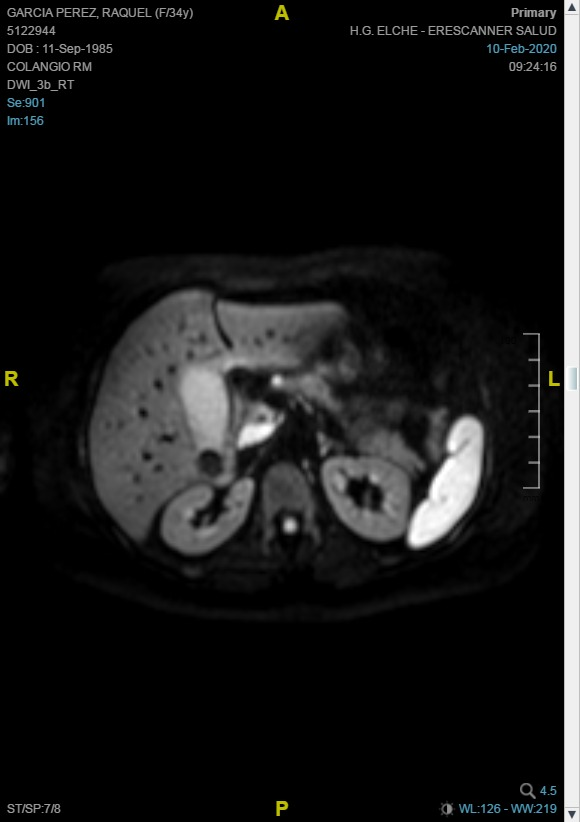 GARCIA PEREZ, RAQUEL (F/34y)
5122944
DOB : 11-Sep-1985
COLANGIO RM
DWI_3b_RT
Se:901
Im:156
A
Primary
H.G. ELCHE - ERESCANNER SALUD
10-Feb-2020
09:24:16
R
L
ST/SP:7/8
P
4.5
WL:126 - WW:219